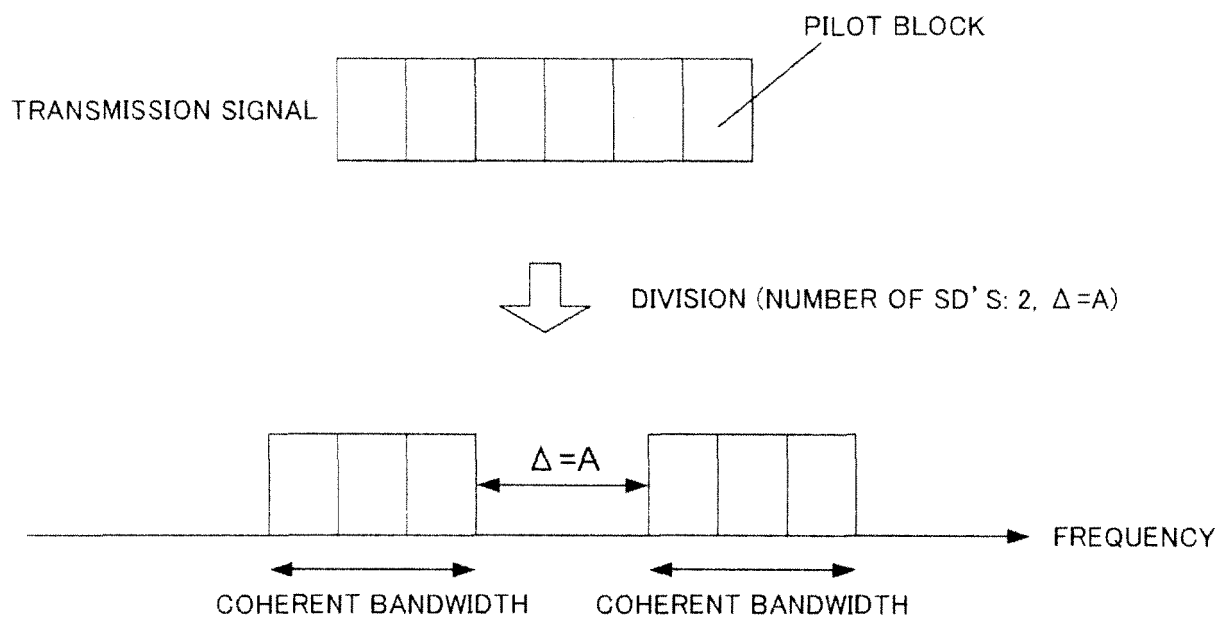 PILOT BLOCK
TRANSMISSION SIGNAL
DIVISION (NUMBER OF SD'S: 2, Δ=A)
Δ=A
FREQUENCY
COHERENT BANDWIDTH
COHERENT BANDWIDTH